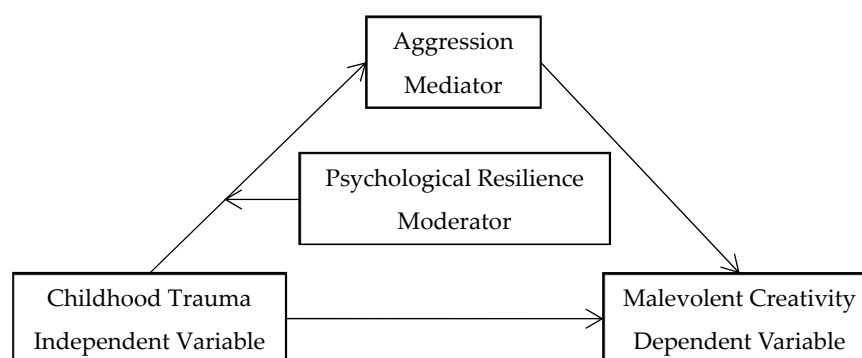 Aggression
Mediator
Psychological Resilience
Moderator
Childhood Trauma
Independent Variable
Malevolent Creativity
Dependent Variable